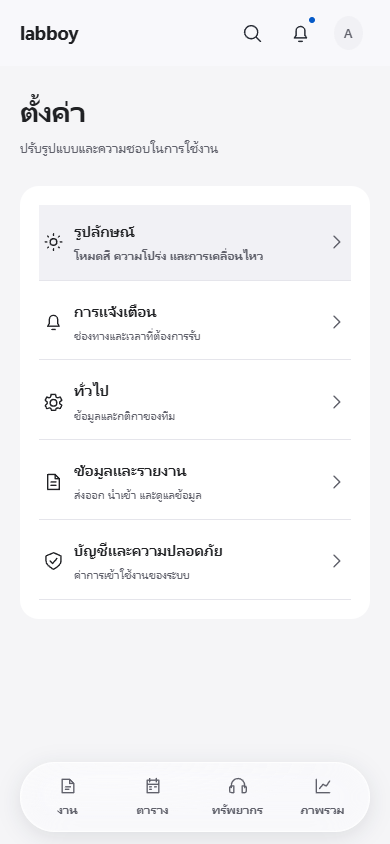 labboy
A
ตั้งค่า
ปรับรูปแบบและความชอบในการใช้งาน
รูปลักษณ์
โหมดสี ความโปร่ง และการเคลื่อนไหว
การแจ้งเตือน
ช่องทางและเวลาที่ต้องการรับ
ทั่วไป
ข้อมูลและกติกาของทีม
ข้อมูลและรายงาน
ส่งออก นำเข้า และดูแลข้อมูล
บัญชีและความปลอดภัย
ค่าการเข้าใช้งานของระบบ
งาน ตาราง ทรัพยากร ภาพรวม